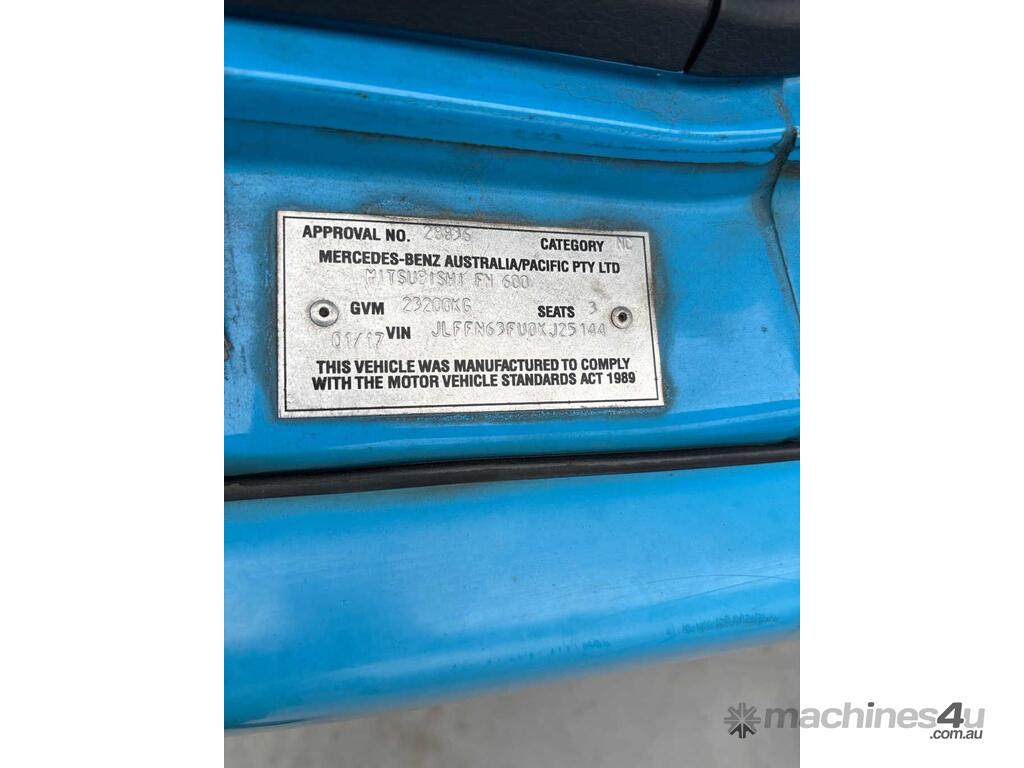 APPROVAL NO. 28836 CATEGORY NC
MERCEDES-BENZ AUSTRALIA/PACIFIC PTY LTD
MITSUBISHI FN 600
GVM 23200KG SEATS 3
01/17 VIN JLFFN63FU0KJ25144
THIS VEHICLE WAS MANUFACTURED TO COMPLY
WITH THE MOTOR VEHICLE STANDARDS ACT 1989
machines4u
.com.au